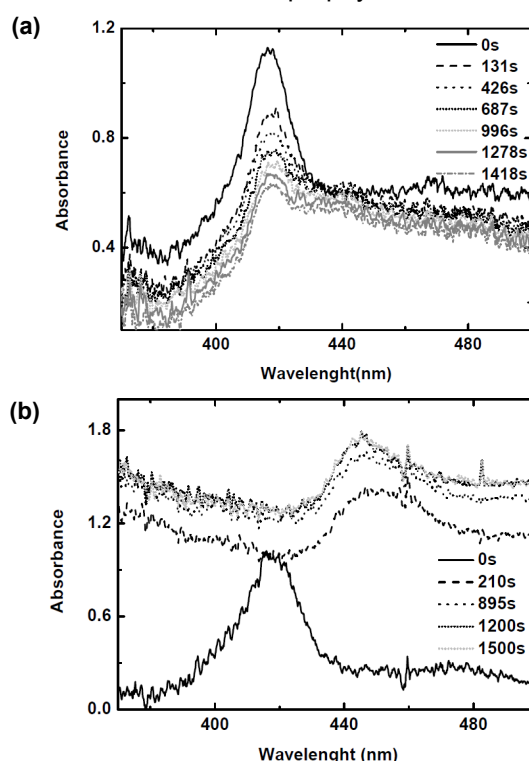 (a)
1.2
0.8
0.4
Absorbance
0s
131s
426s
687s
996s
1278s
1418s
400 440 480
Wavelenght(nm)
(b)
1.8
1.2
0.6
0.0
Absorbance
0s
210s
895s
1200s
1500s
400 440 480
Wavelenght (nm)